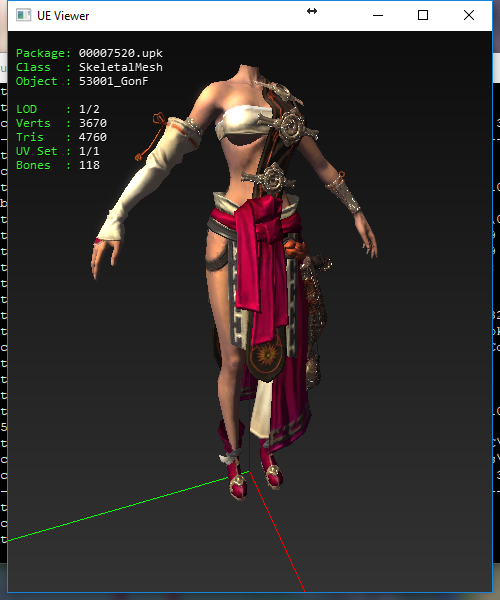 UE Viewer
Package: 00007520.upk
Class : SkeletalMesh
Object : 53001_GonF
LOD : 1/2
Verts : 3670
Tris : 4760
UV Set : 1/1
Bones : 118